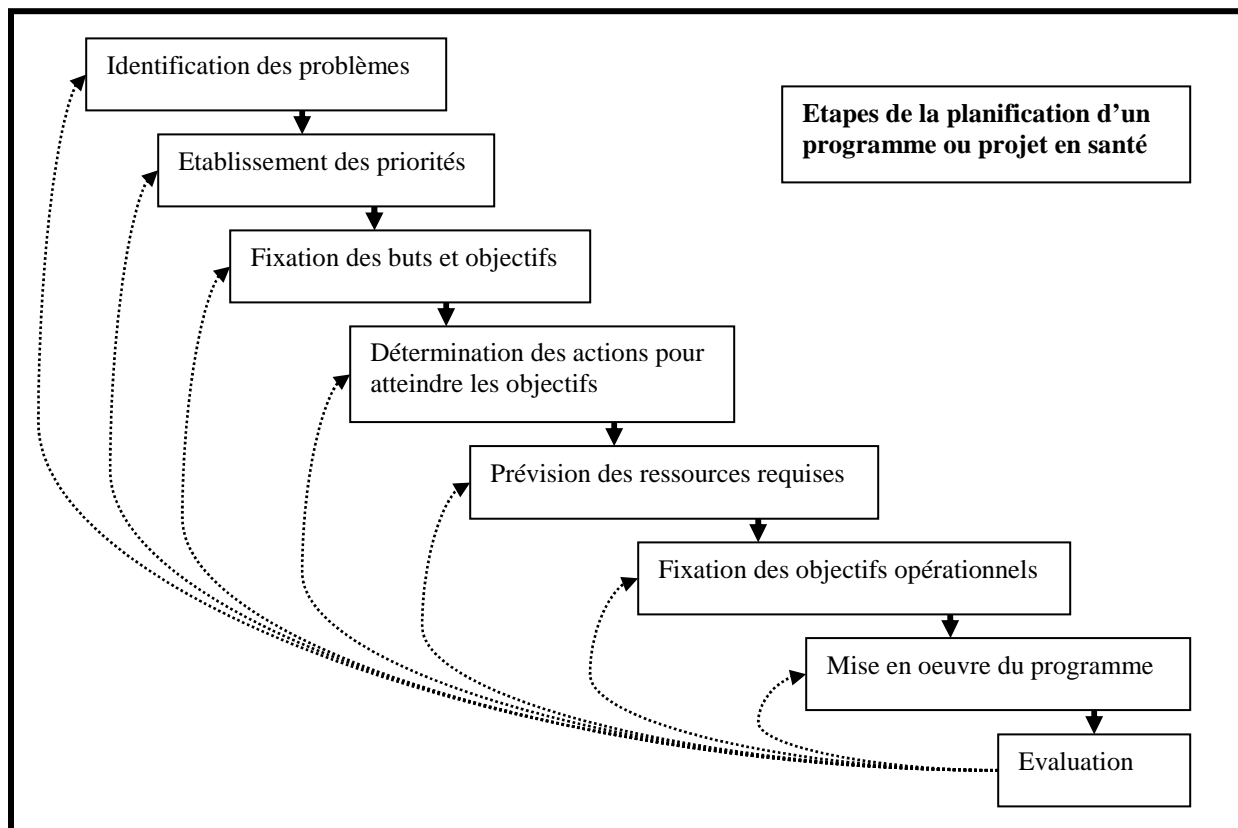 Identification des problèmes
Etapes de la planification d’un
programme ou projet en santé
Etablissement des priorités
Fixation des buts et objectifs
Détermination des actions pour
atteindre les objectifs
Prévision des ressources requises
Fixation des objectifs opérationnels
Mise en oeuvre du programme
Evaluation